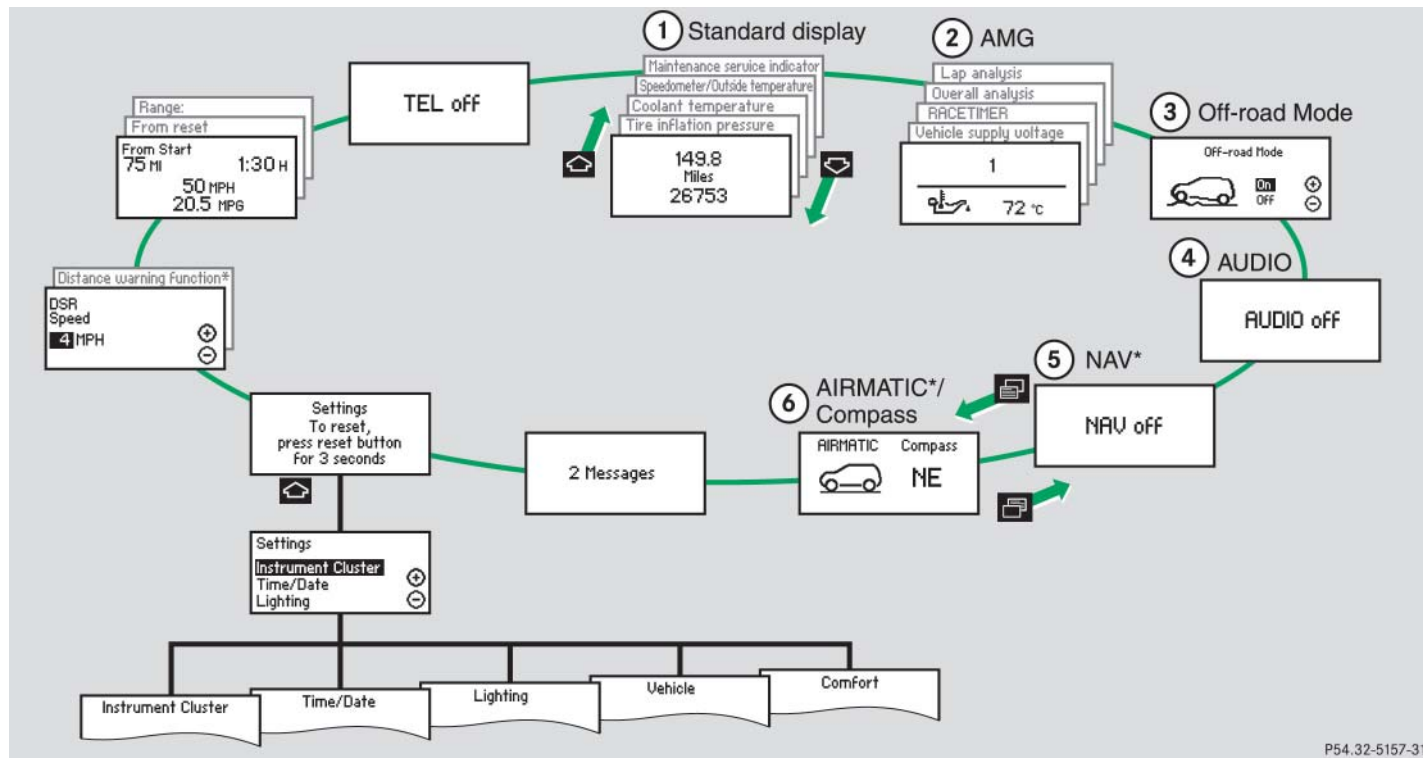 1 Standard display
Maintenance service indicator
Speedometer/Outside temperature
Coolant temperature
Tire inflation pressure
149.8
Miles
26753
2 AMG
Lap analysis
Overall analysis
RACETIMER
Vehicle supply voltage
1
72 °C
3 Off-road Mode
Off-road Mode
On
OFF
4 AUDIO
AUDIO off
5 NAV*
NAV off
6 AIRMATIC*/
Compass
AIRMATIC Compass
NE
2 Messages
Settings
To reset,
press reset button
for 3 seconds
Settings
Instrument Cluster
Time/Date
Lighting
Instrument Cluster
Time/Date
Lighting
Vehicle
Comfort
Distance warning function*
DSR
Speed
4 MPH
Range:
From reset
From Start
75 MI 1:30 H
50 MPH
20.5 MPG
TEL off
P54.32-5157-31